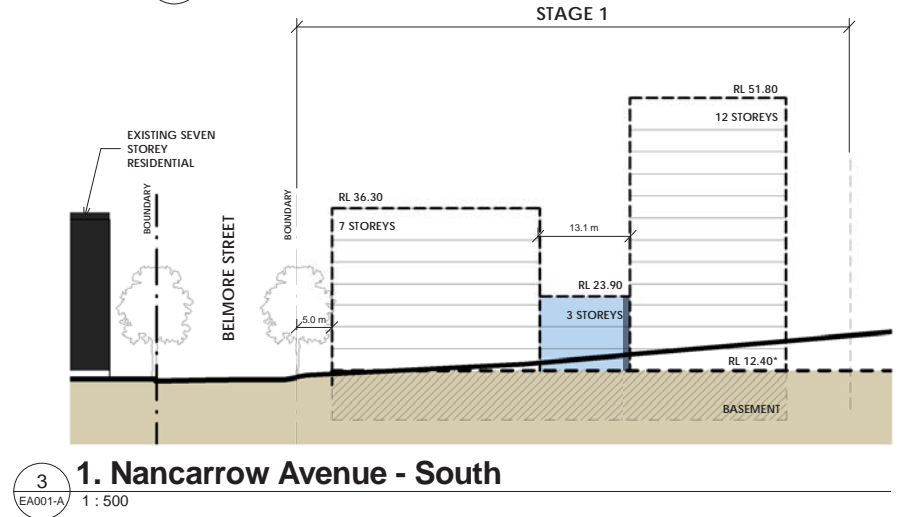 STAGE 1
RL 51.80
12 STOREYS
EXISTING SEVEN
STOREY
RESIDENTIAL
BOUNDARY
BELMORE STREET
BOUNDARY
RL 36.30
7 STOREYS
13.1 m
RL 23.90
3 STOREYS
5.0 m
RL 12.40*
BASEMENT
3
EA001-A
1. Nancarrow Avenue - South
1 : 500